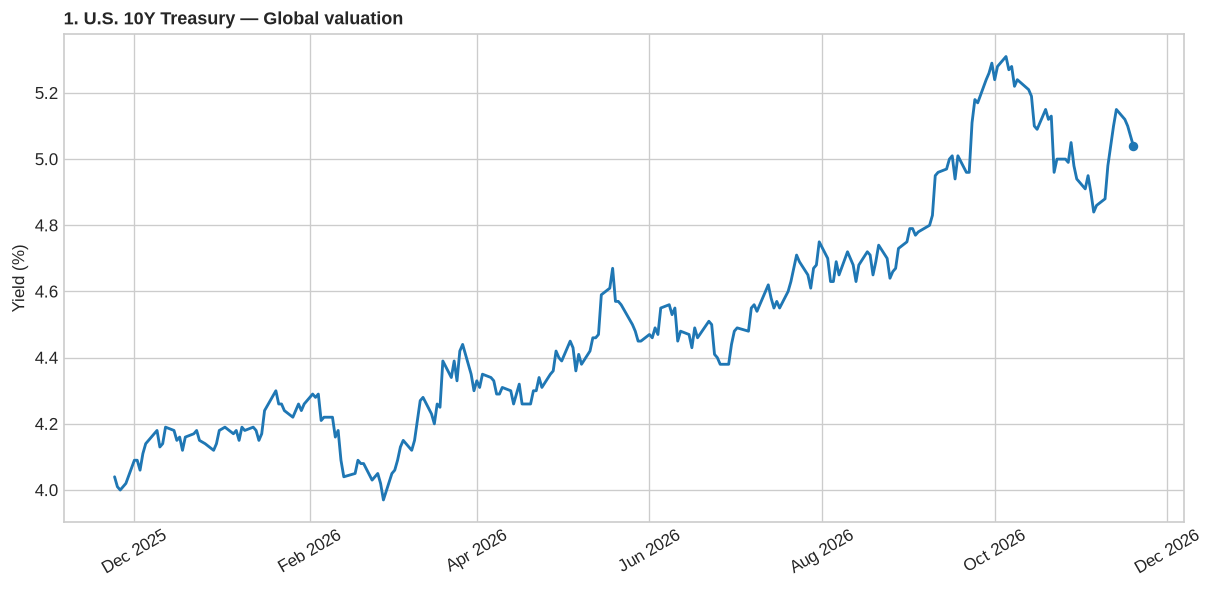 1. U.S. 10Y Treasury — Global valuation
Yield (%)
5.2
5.0
4.8
4.6
4.4
4.2
4.0
Dec 2025
Feb 2026
Apr 2026
Jun 2026
Aug 2026
Oct 2026
Dec 2026